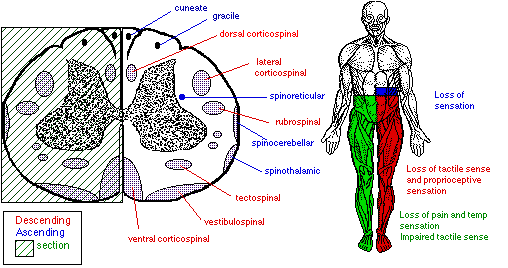 cuneate
gracile
dorsal corticospinal
lateral
corticospinal
spinoreticular
rubrospinal
spinocerebellar
spinothalamic
tectospinal
vestibulospinal
ventral corticospinal
Descending
Ascending
section
Loss of
sensation
Loss of tactile sense
and proprioceptive
sensation
Loss of pain and temp
sensation
Impaired tactile sense